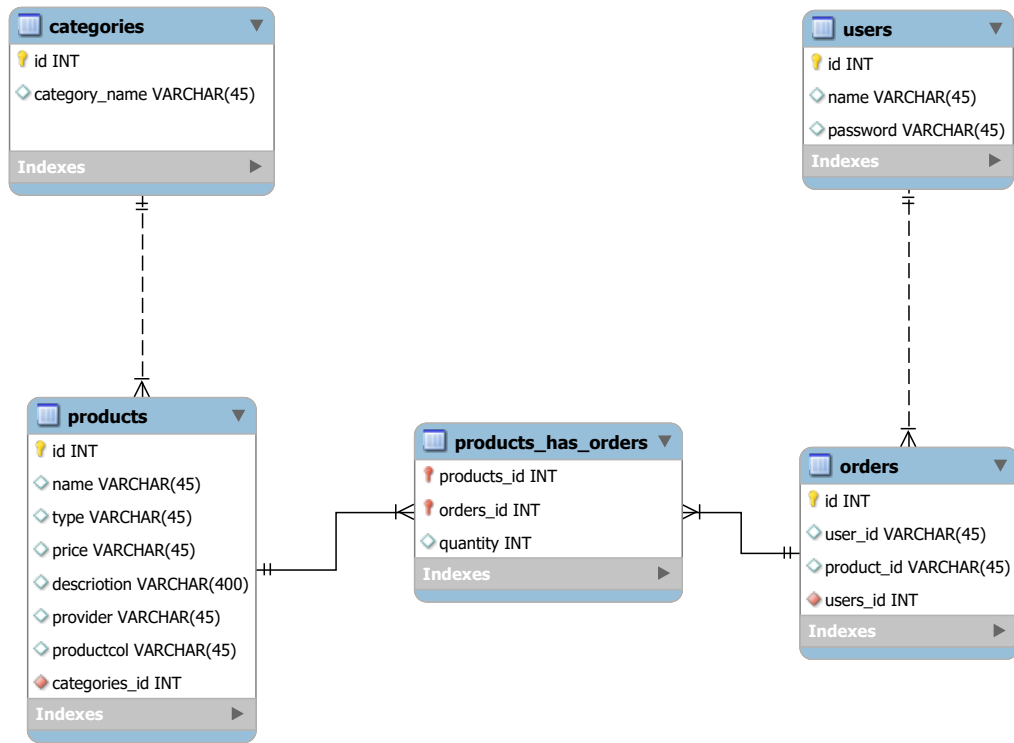 categories
id INT
category_name VARCHAR(45)
Indexes
users
id INT
name VARCHAR(45)
password VARCHAR(45)
Indexes
products
id INT
name VARCHAR(45)
type VARCHAR(45)
price VARCHAR(45)
descriotion VARCHAR(400)
provider VARCHAR(45)
productcol VARCHAR(45)
categories_id INT
Indexes
products_has_orders
products_id INT
orders_id INT
quantity INT
Indexes
orders
id INT
user_id VARCHAR(45)
product_id VARCHAR(45)
users_id INT
Indexes